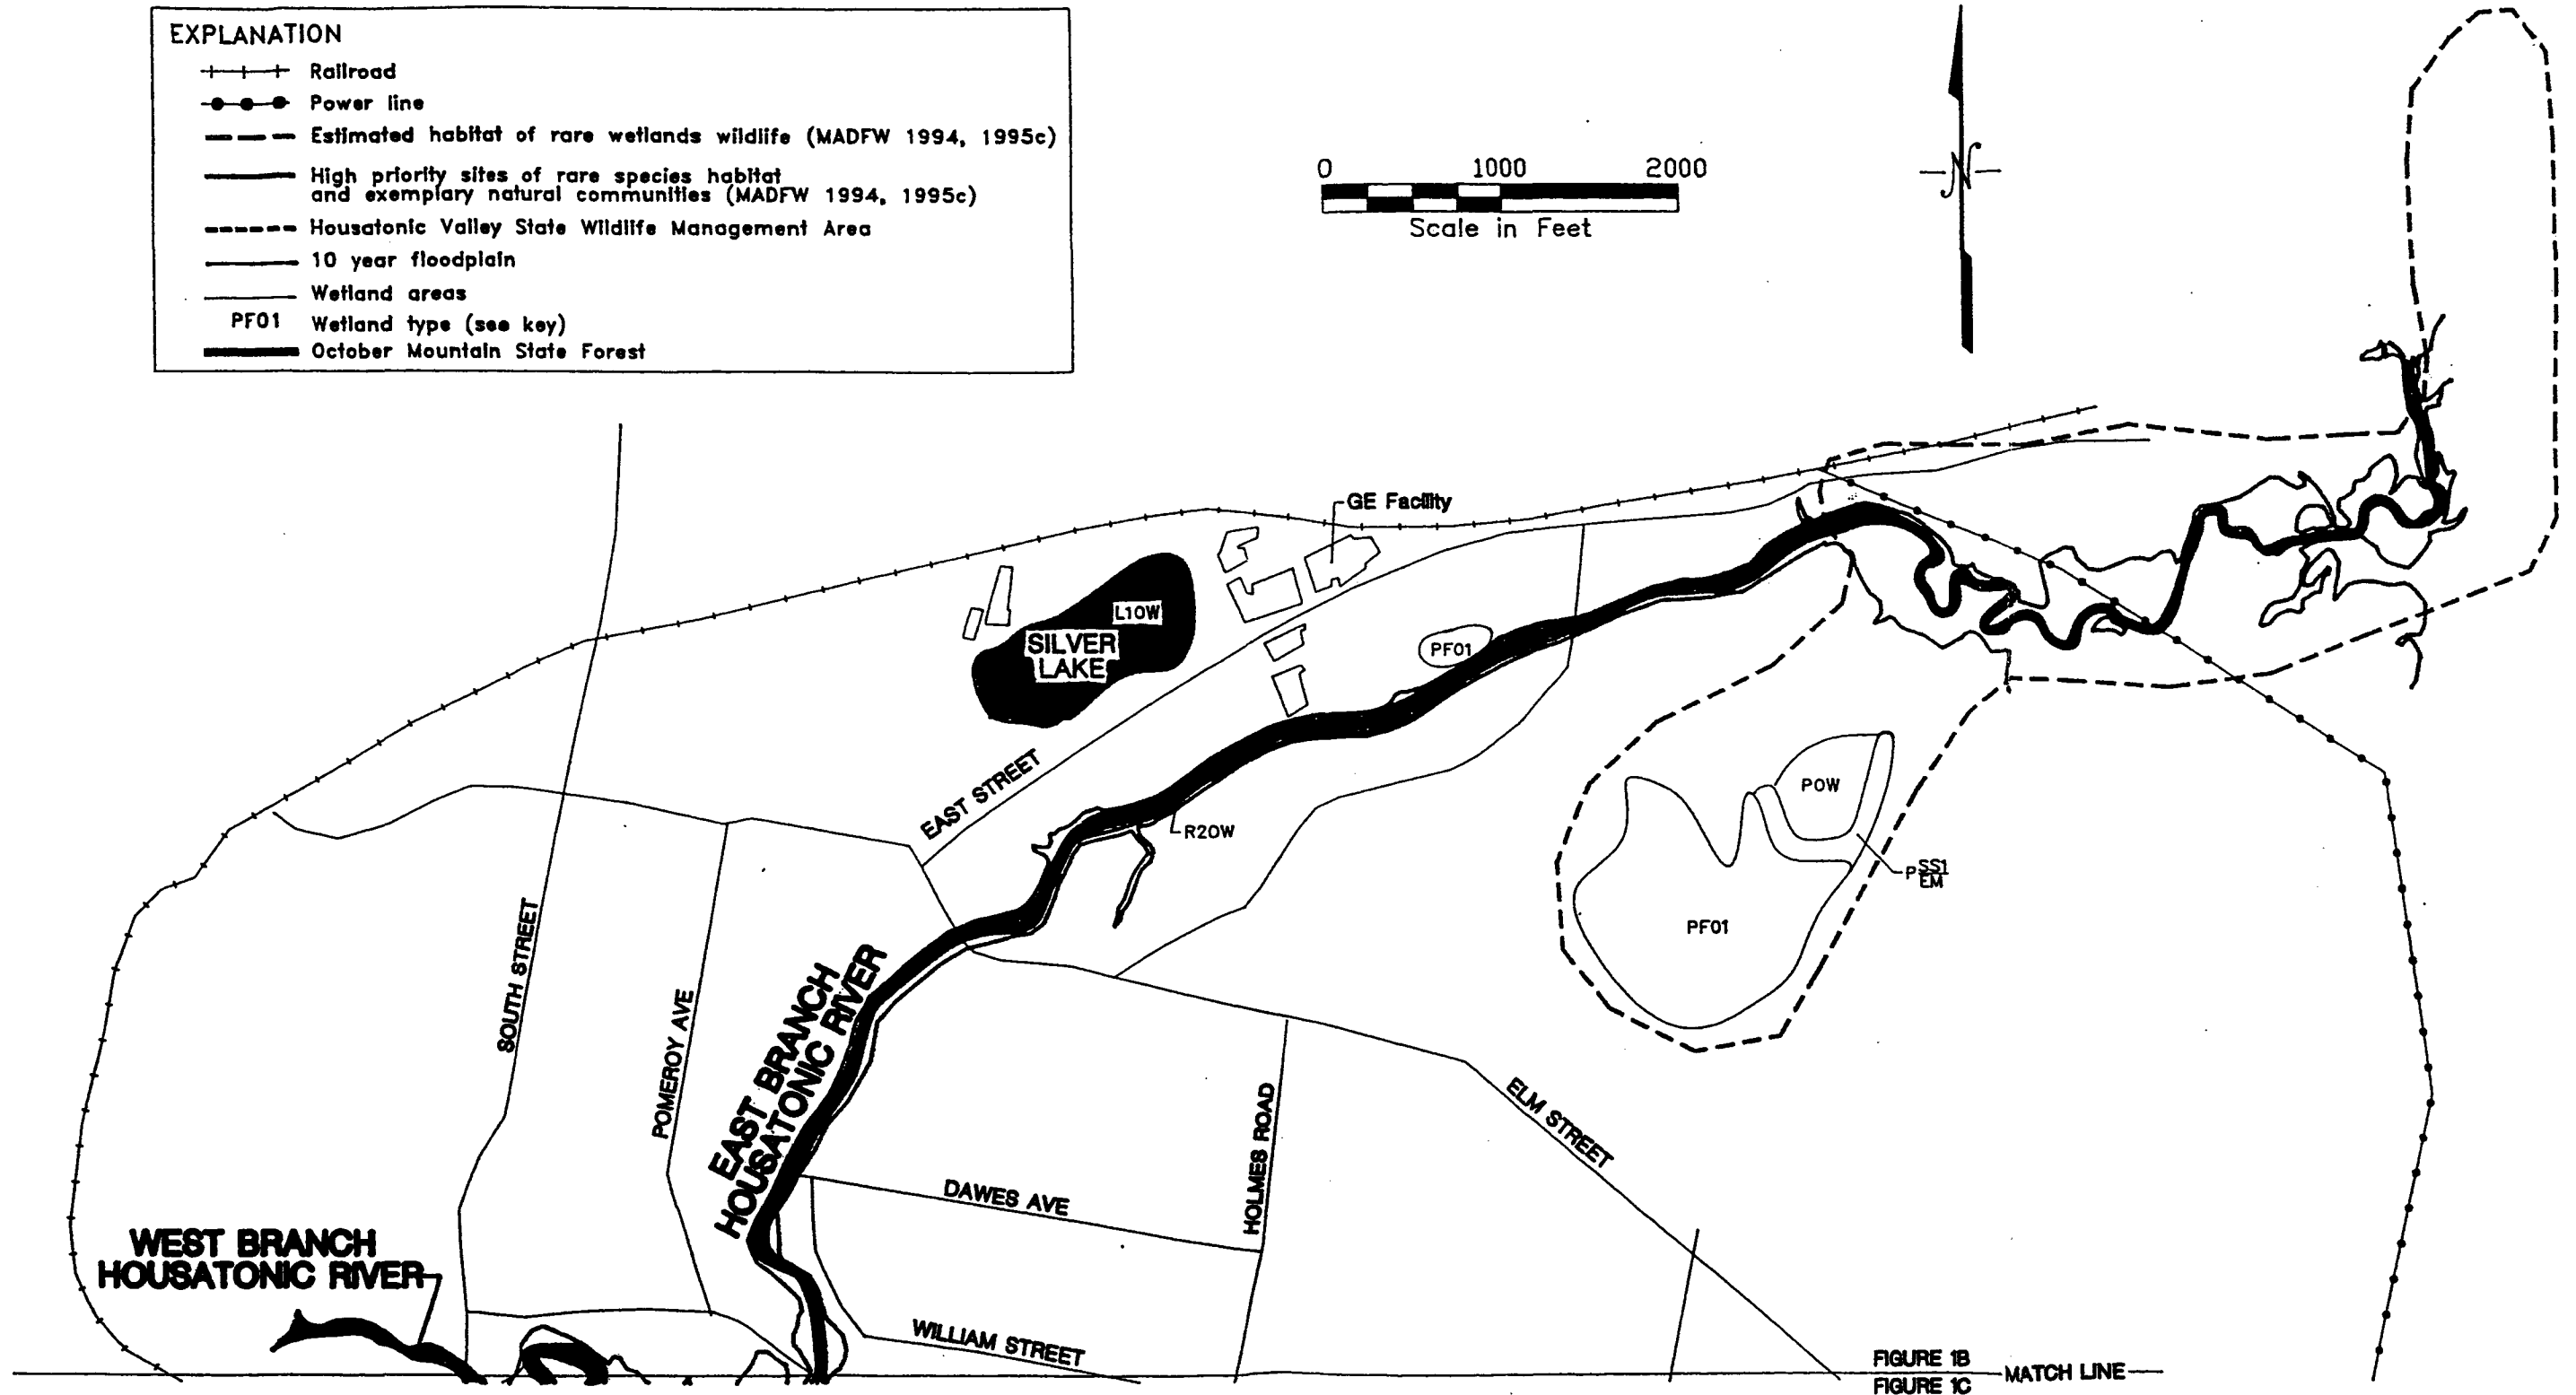 EXPLANATION
Railroad
Power line
Estimated habitat of rare wetlands wildlife (MADFW 1994, 1995c)
High priority sites of rare species habitat
and exemplary natural communities (MADFW 1994, 1995c)
Housatonic Valley State Wildlife Management Area
10 year floodplain
Wetland areas
PF01 Wetland type (see key)
October Mountain State Forest
0 1000 2000
Scale in Feet
N
GE Facility
L10W
SILVER
LAKE
PF01
EAST STREET
R20W
POW
PSS1
EM
PF01
SOUTH STREET
POMEROY AVE
EAST BRANCH
HOUSATONIC RIVER
HOLMES ROAD
ELM STREET
DAWES AVE
WEST BRANCH
HOUSATONIC RIVER
WILLIAM STREET
FIGURE 1B
MATCH LINE
FIGURE 1C